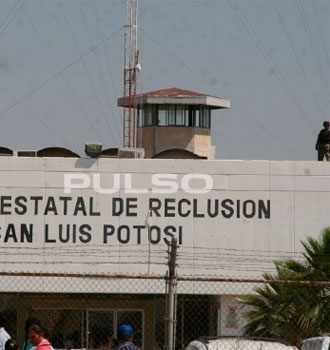 PULSO
ESTATAL DE RECLUSION
SAN LUIS POTOSI